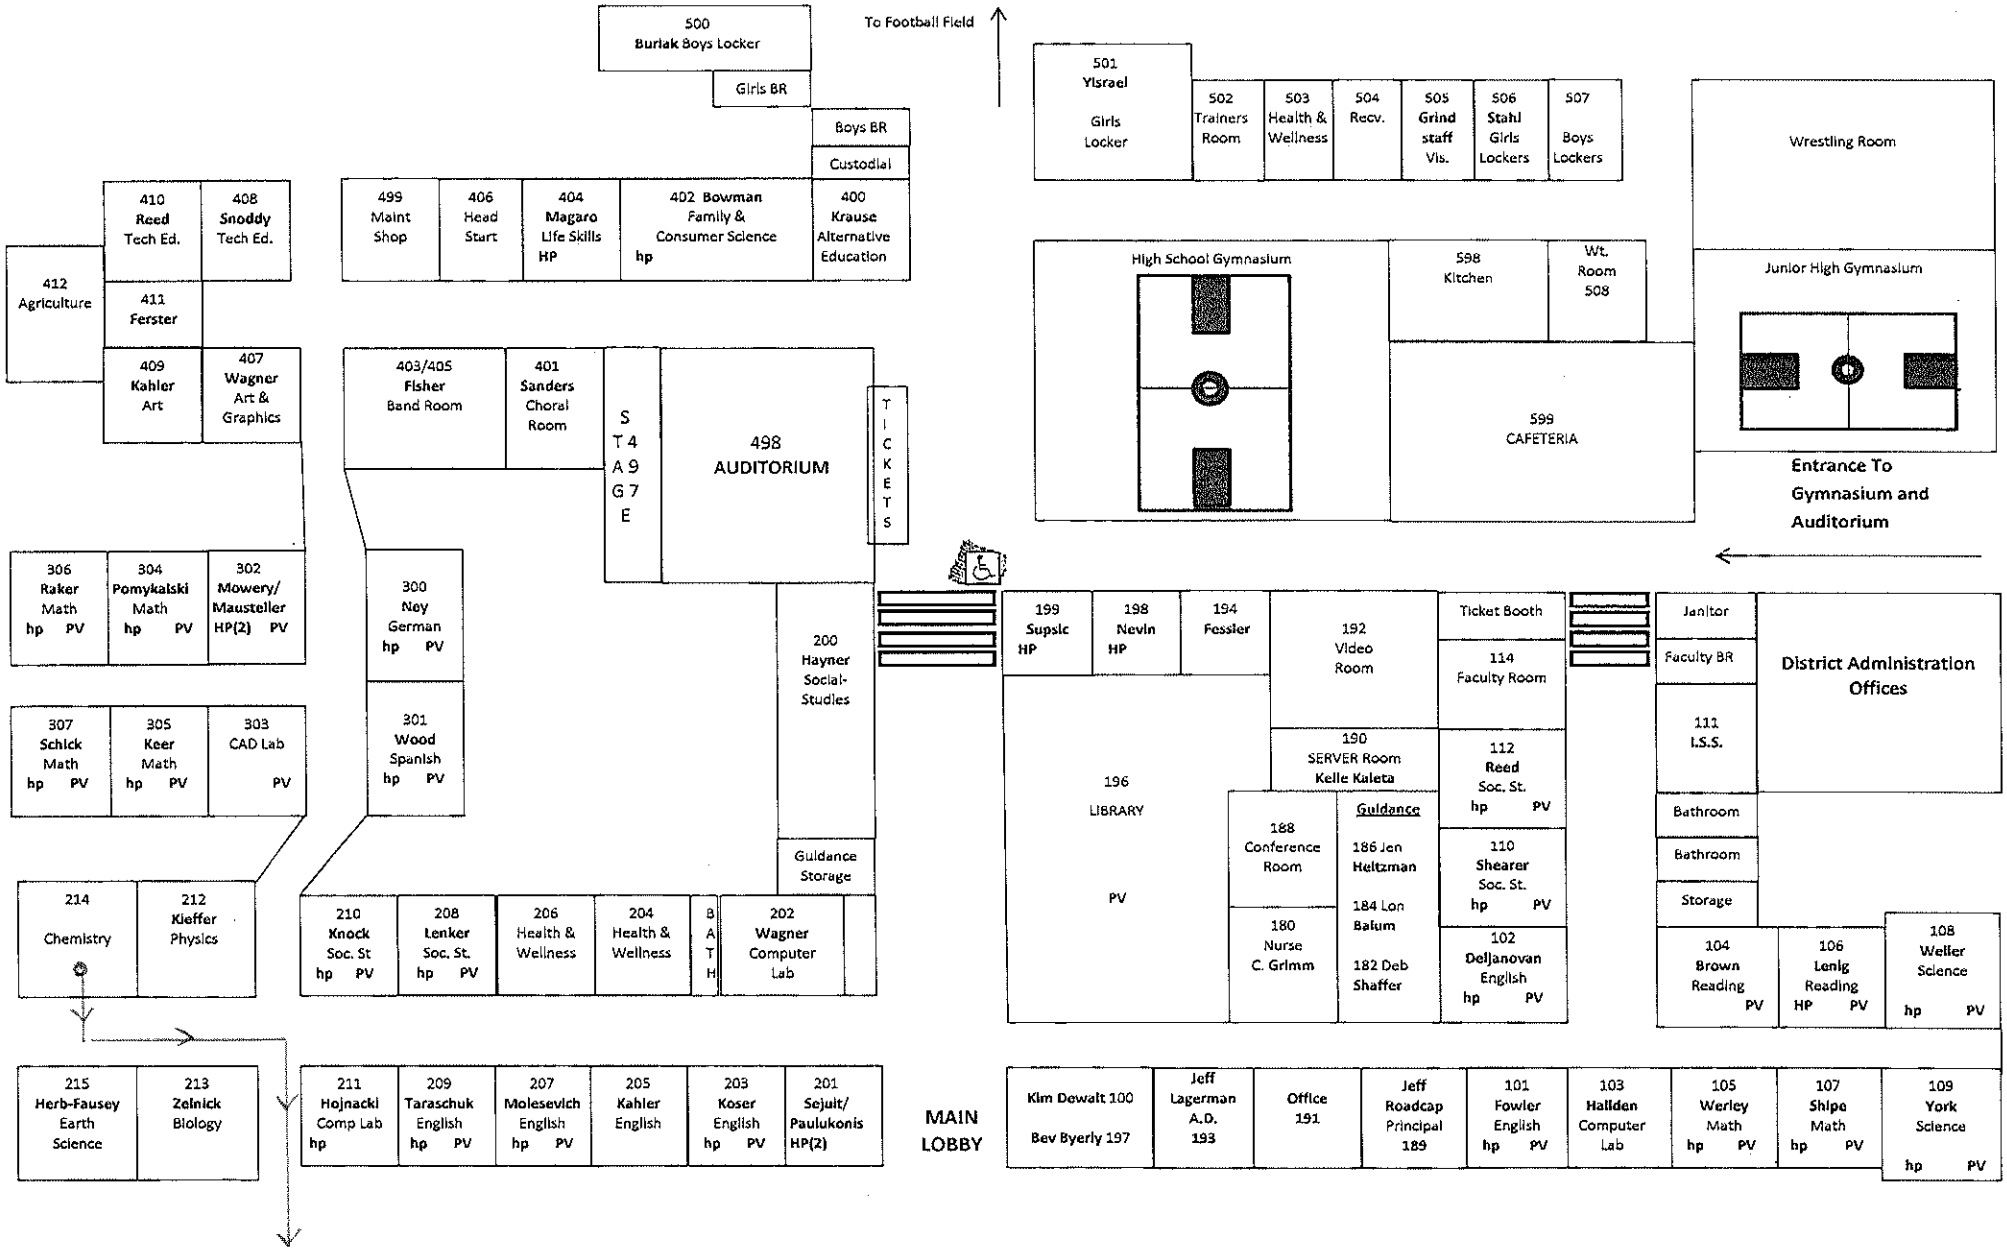 500
Burlak Boys Locker
Girls BR
Boys BR
Custodial
To Football Field
501
Yisrael
Girls
Locker
502
Trainers
Room
503
Health &
Wellness
504
Recv.
505
Grind
staff
Vis.
506
Stahl
Girls
Lockers
507
Boys
Lockers
Wrestling Room
410
Reed
Tech Ed.
408
Snoddy
Tech Ed.
499
Maint
Shop
406
Head
Start
404
Magaro
Life Skills
HP
402 Bowman
Family &
Consumer Science
hp
400
Krause
Alternative
Education
412
Agriculture
411
Ferster
409
Kahler
Art
407
Wagner
Art &
Graphics
403/405
Fisher
Band Room
401
Sanders
Choral
Room
STAGE
497
498
AUDITORIUM
TICKETS
High School Gymnasium
598
Kitchen
Wt.
Room
508
599
CAFETERIA
Junior High Gymnasium
Entrance To
Gymnasium and
Auditorium
306
Raker
Math
hp PV
304
Pomykalski
Math
hp PV
302
Mowery/
Mausteller
HP(2) PV
300
Ney
German
hp PV
307
Schick
Math
hp PV
305
Keer
Math
hp PV
303
CAD Lab
PV
301
Wood
Spanish
hp PV
200
Hayner
Social-
Studies
Guidance
Storage
199
Supsic
HP
198
Nevin
HP
194
Fessler
192
Video
Room
Ticket Booth
114
Faculty Room
190
SERVER Room
Kelle Kaleta
196
LIBRARY
PV
188
Conference
Room
180
Nurse
C. Grimm
Guidance
186 Jen
Heltzman
184 Lon
Balum
182 Deb
Shaffer
112
Reed
Soc. St.
hp PV
110
Shearer
Soc. St.
hp PV
102
Deljanovan
English
hp PV
Janitor
Faculty BR
111
I.S.S.
Bathroom
Bathroom
Storage
District Administration
Offices
104
Brown
Reading
PV
106
Lenig
Reading
HP PV
108
Weller
Science
hp PV
214
Chemistry
212
Kieffer
Physics
210
Knock
Soc. St
hp PV
208
Lenker
Soc. St.
hp PV
206
Health &
Wellness
204
Health &
Wellness
BATH
202
Wagner
Computer
Lab
215
Herb-Fausey
Earth
Science
213
Zelnick
Biology
211
Hojnacki
Comp Lab
hp
209
Taraschuk
English
hp PV
207
Molesevich
English
hp PV
205
Kahler
English
203
Koser
English
hp PV
201
Sejuit/
Paulukonis
HP(2)
MAIN
LOBBY
Kim Dewalt 100
Bev Byerly 197
Jeff
Lagerman
A.D.
193
Office
191
Jeff
Roadcap
Principal
189
101
Fowler
English
hp PV
103
Hallden
Computer
Lab
105
Werley
Math
hp PV
107
Shipe
Math
hp PV
109
York
Science
hp PV